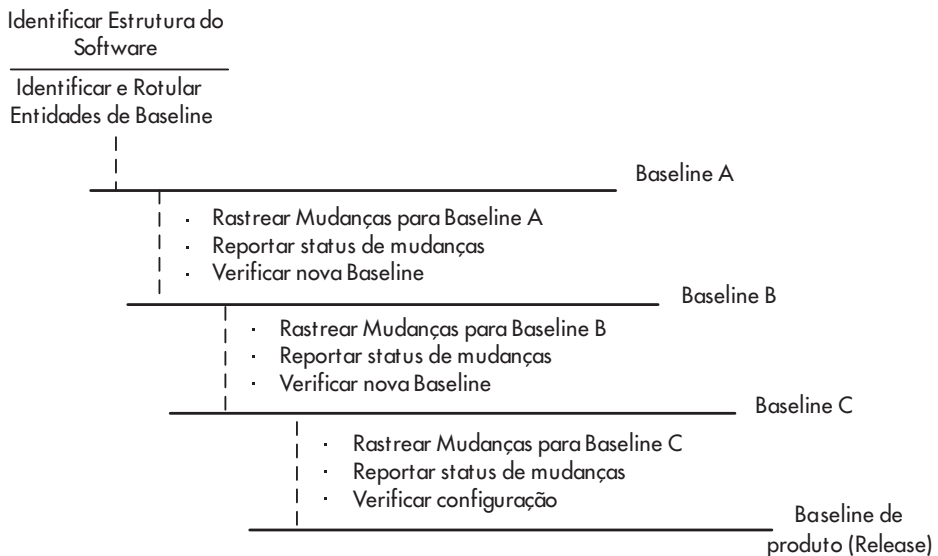 Identificar Estrutura do
Software
Identificar e Rotular
Entidades de Baseline
Baseline A
· Rastrear Mudanças para Baseline A
· Reportar status de mudanças
· Verificar nova Baseline
Baseline B
· Rastrear Mudanças para Baseline B
· Reportar status de mudanças
· Verificar nova Baseline
Baseline C
· Rastrear Mudanças para Baseline C
· Reportar status de mudanças
· Verificar configuração
Baseline de
produto (Release)